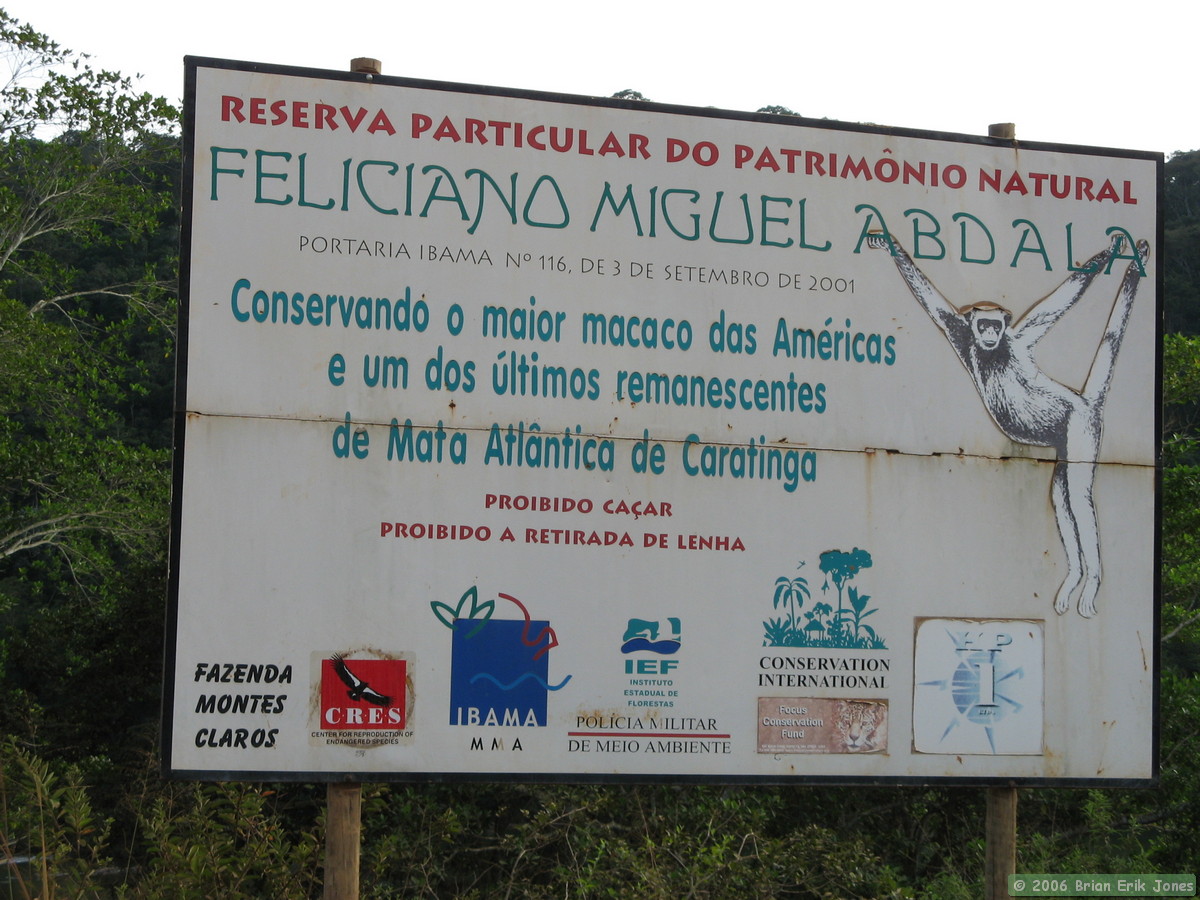 RESERVA PARTICULAR DO PATRIMÔNIO NATURAL
FELICIANO MIGUEL ABDALA
PORTARIA IBAMA Nº 116, DE 3 DE SETEMBRO DE 2001
Conservando o maior macaco das Américas
e um dos últimos remanescentes
de Mata Atlântica de Caratinga
PROIBIDO CAÇAR
PROIBIDO A RETIRADA DE LENHA
FAZENDA
MONTES
CLAROS
CRES
CENTER FOR REPRODUCTION OF
ENDANGERED SPECIES
IBAMA
MMA
IEF
INSTITUTO
ESTADUAL DE
FLORESTAS
POLÍCIA MILITAR
DE MEIO AMBIENTE
CONSERVATION
INTERNATIONAL
Focus
Conservation
Fund
© 2006 Brian Erik Jones